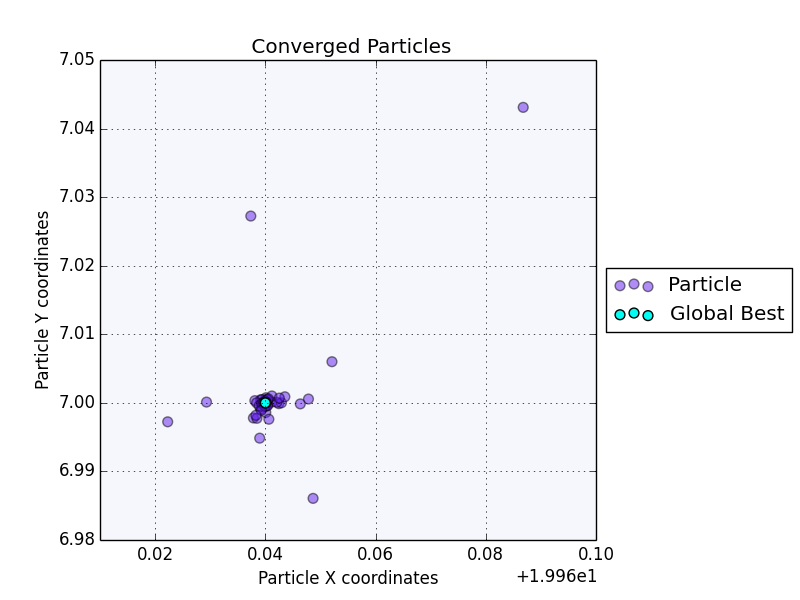 Converged Particles
7.05
7.04
7.03
7.02
7.01
7.00
6.99
6.98
Particle Y coordinates
0.02 0.04 0.06 0.08 0.10
Particle X coordinates
+1.996e1
Particle
Global Best